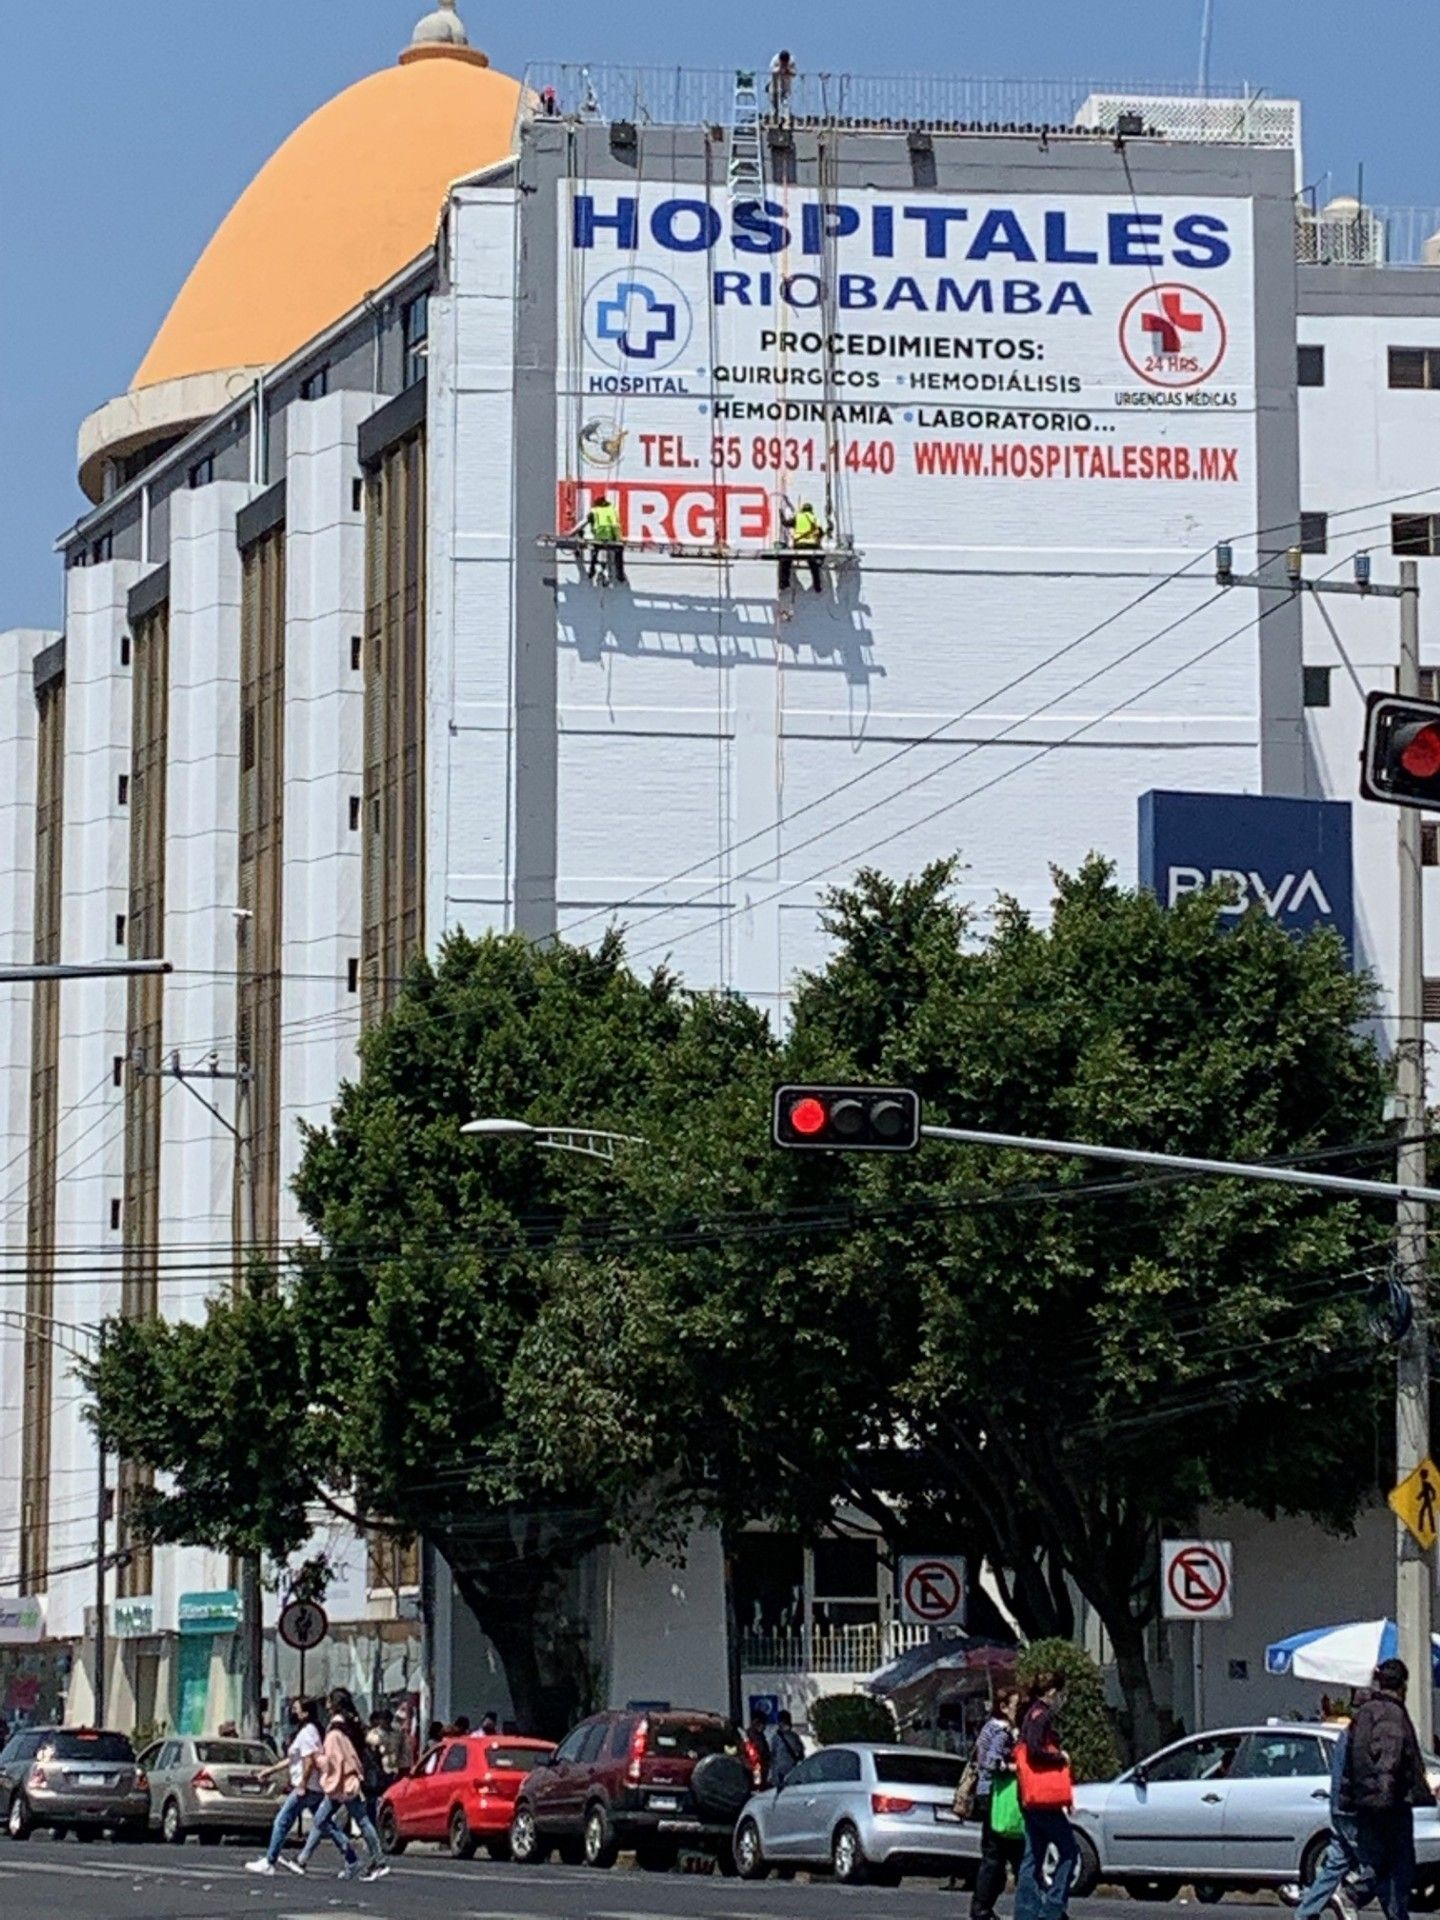 HOSPITALES
RIOBAMBA
HOSPITAL
PROCEDIMIENTOS:
• QUIRURGICOS • HEMODIÁLISIS
• HEMODINAMIA • LABORATORIO...
24 HRS.
URGENCIAS MÉDICAS
TEL. 55 8931.1440 WWW.HOSPITALESRB.MX
URGE
BBVA
E
E